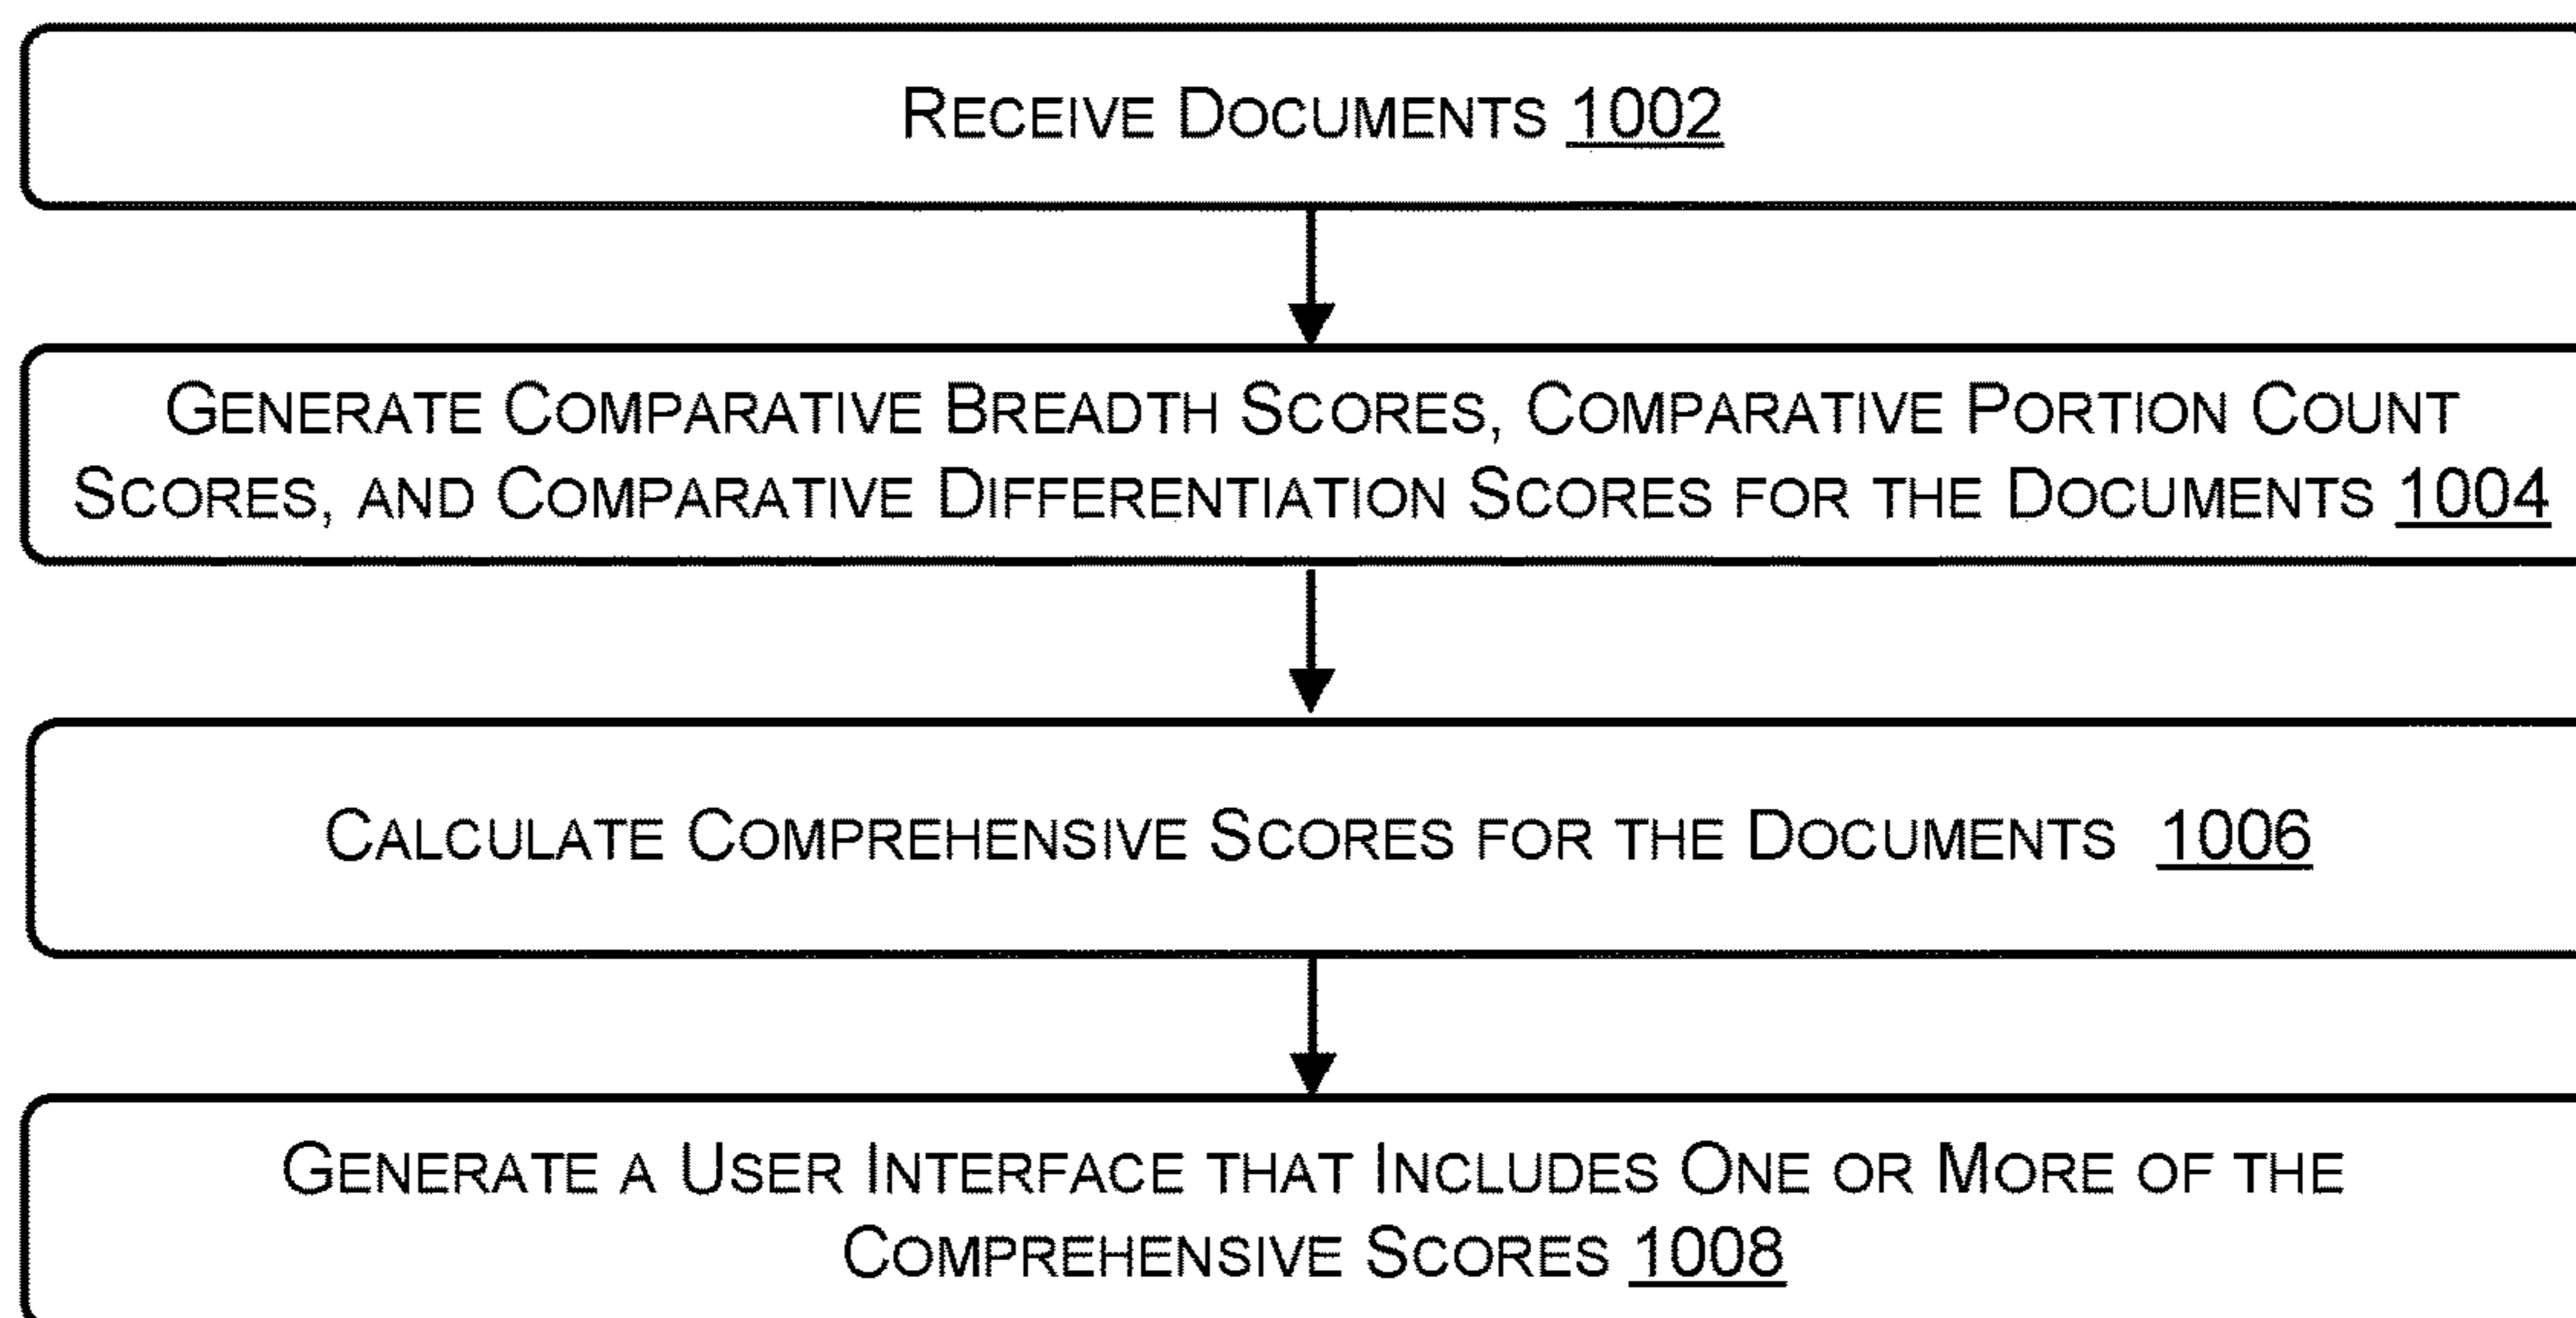 RECEIVE DOCUMENTS 1002
GENERATE COMPARATIVE BREADTH SCORES, COMPARATIVE PORTION COUNT
SCORES, AND COMPARATIVE DIFFERENTIATION SCORES FOR THE DOCUMENTS 1004
CALCULATE COMPREHENSIVE SCORES FOR THE DOCUMENTS 1006
GENERATE A USER INTERFACE THAT INCLUDES ONE OR MORE OF THE
COMPREHENSIVE SCORES 1008